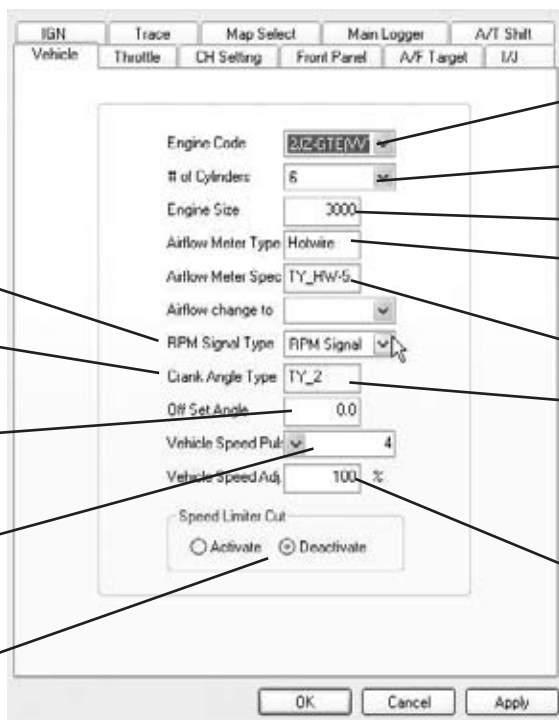 IGN Trace Map Select Main Logger A/T Shift
Vehicle Throttle CH Setting Front Panel A/F Target I/J
Engine Code 2JZ-GTE(VV
# of Cylinders 6
Engine Size 3000
Airflow Meter Type Hotwire
Airflow Meter Spec TY_HW-5
Airflow change to
RPM Signal Type RPM Signal
Crank Angle Type TY_2
Off Set Angle 0.0
Vehicle Speed Pul 4
Vehicle Speed Adj. 100 %
Speed Limiter Cut
Activate Deactivate
OK Cancel Apply